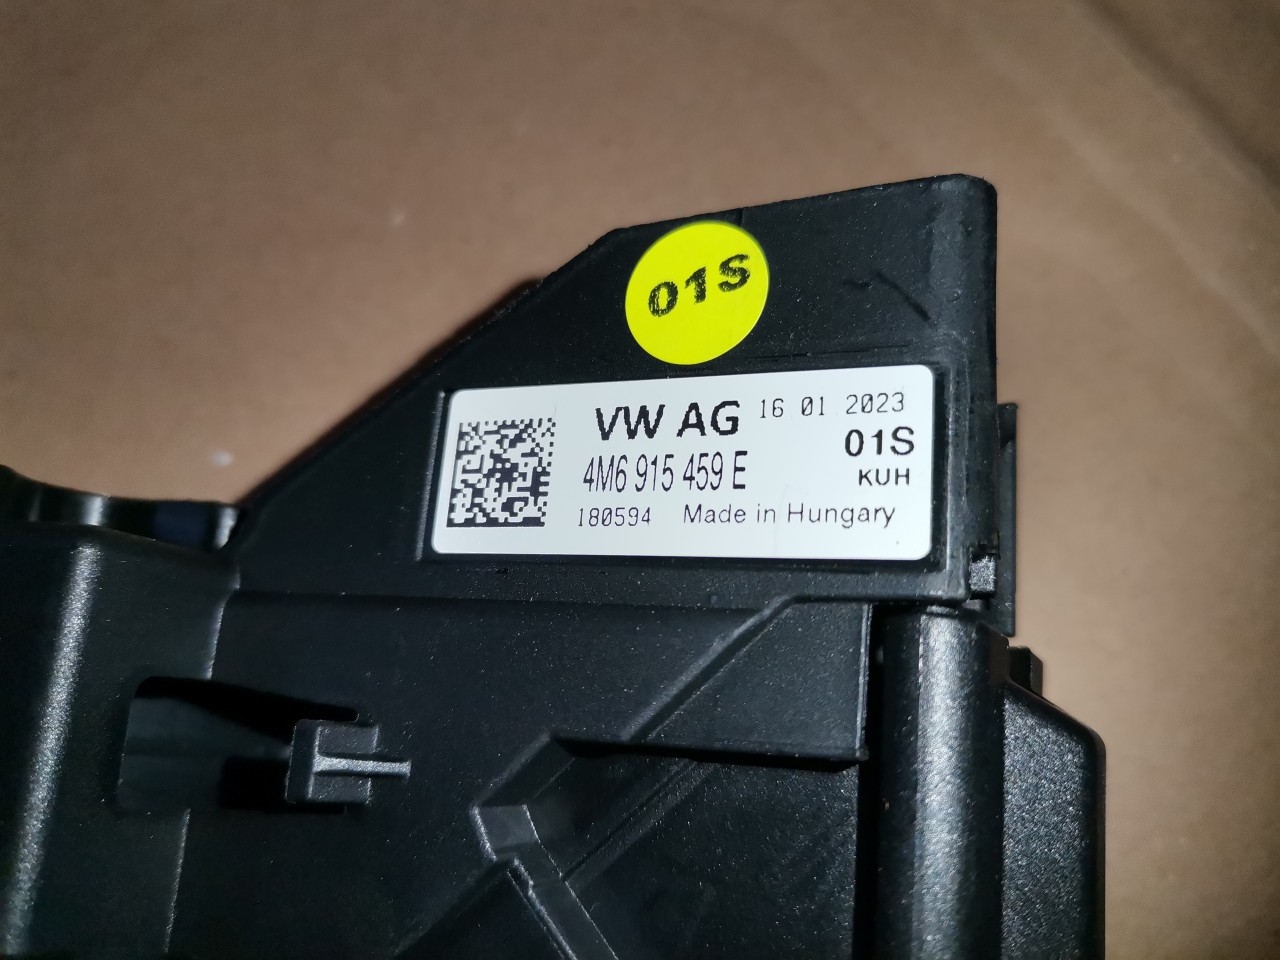 01S
VW AG 16 01 2023
01S
4M6 915 459 E
KUH
180594 Made in Hungary